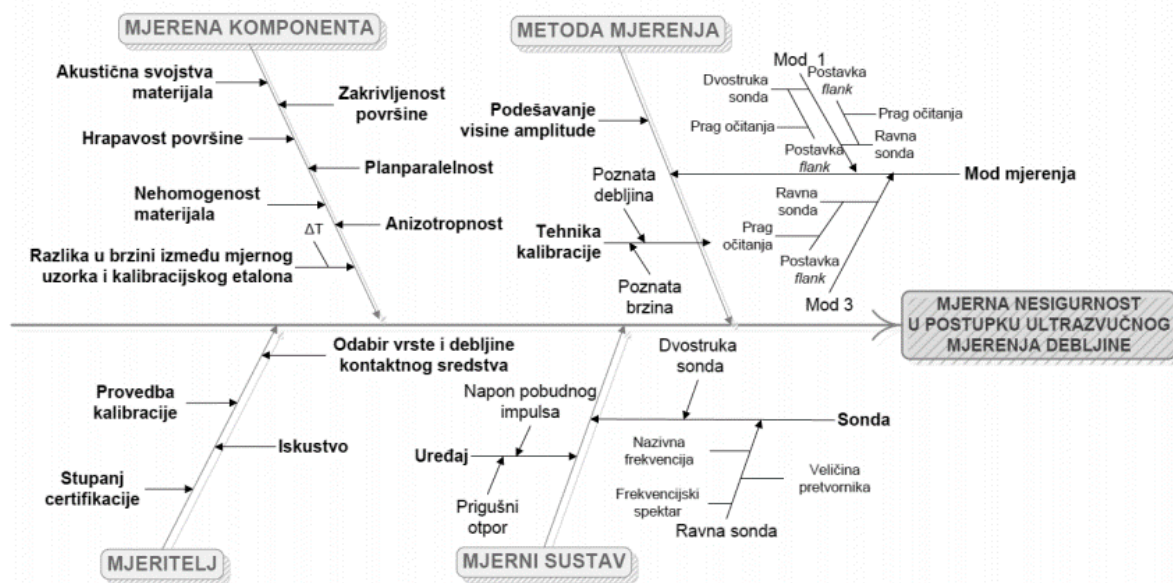 MJERENA KOMPONENTA
Akustična svojstva
materijala
Zakrivljenost
površine
Hrapavost površine
Planparalelnost
Nehomogenost
materijala
Anizotropnost
ΔT
Razlika u brzini između mjernog
uzorka i kalibracijskog etalona
METODA MJERENJA
Podešavanje
visine amplitude
Poznata
debljina
Tehnika
kalibracije
Poznata
brzina
Mod 1
Dvostruka
sonda
Prag očitanja
Postavka
flank
Postavka
flank
Prag očitanja
Ravna
sonda
Mod mjerenja
Ravna
sonda
Prag
očitanja
Postavka
flank
Mod 3
MJERNA NESIGURNOST
U POSTUPKU ULTRAZVUČNOG
MJERENJA DEBLJINE
Odabir vrste i debljine
kontaktnog sredstva
Provedba
kalibracije
Iskustvo
Stupanj
certifikacije
MJERITELJ
Dvostruka
sonda
Napon pobudnog
impulsa
Sonda
Uređaj
Nazivna
frekvencija
Veličina
pretvornika
Prigušni
otpor
Frekvencijski
spektar
Ravna sonda
MJERNI SUSTAV